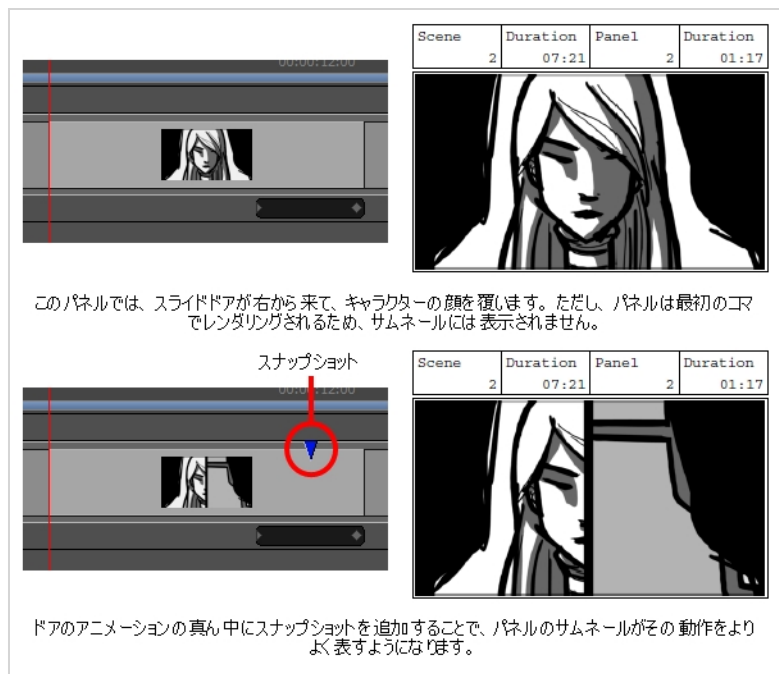 00:00:12:00
Scene Duration Panel Duration
2 07:21 2 01:17
このパネルでは、スライドドアが右から来て、キャラクターの顔を覆います。ただし、パネルは最初のコマ
でレンダリングされるため、サムネールには表示されません。
スナップショット
00:00:12:00
Scene Duration Panel Duration
2 07:21 2 01:17
ドアのアニメーションの真ん中にスナップショットを追加することで、パネルのサムネールがその動作をより
よく表すようになります。